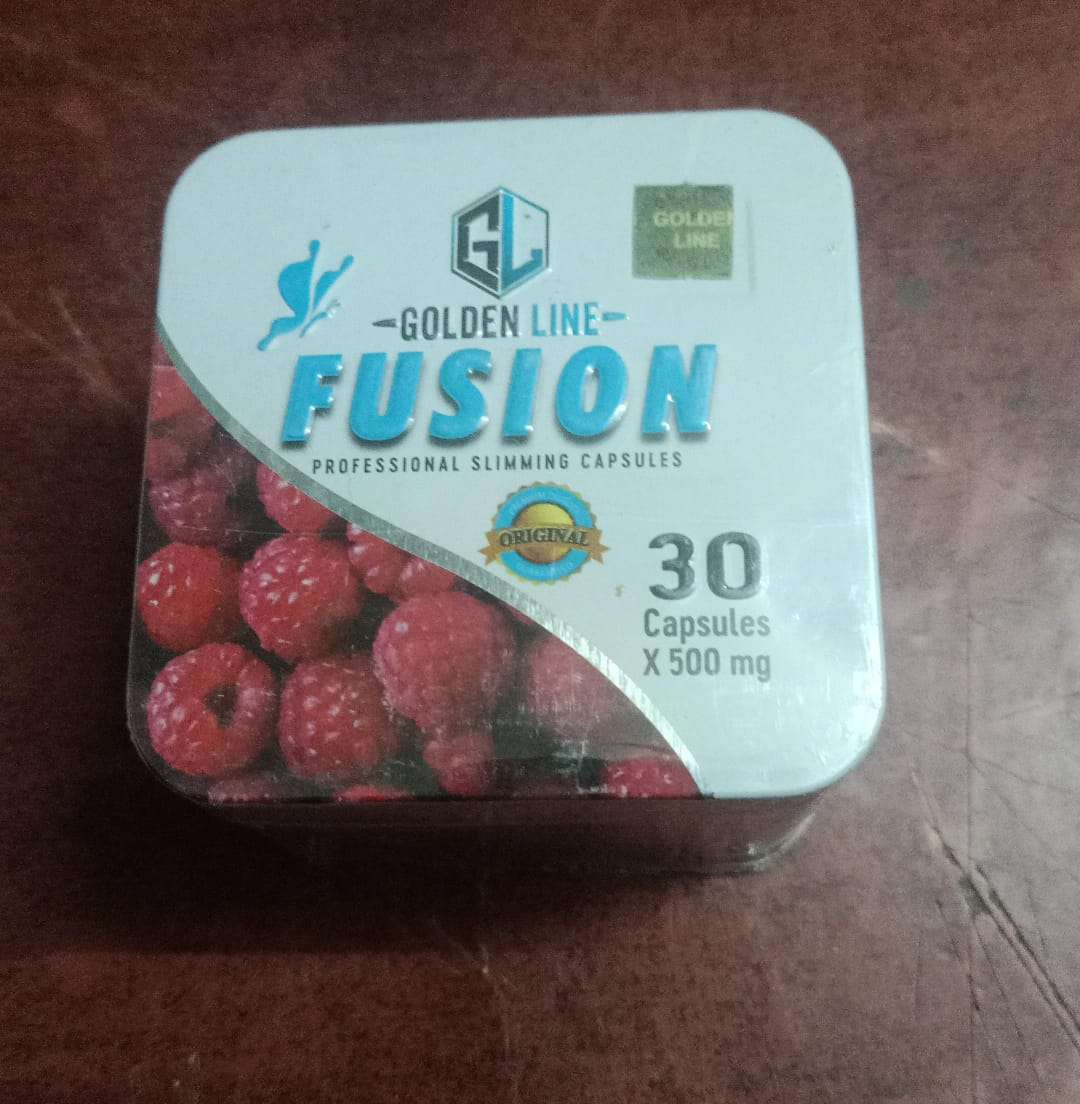 GL
GOLDEN
LINE
-GOLDEN LINE-
FUSION
PROFESSIONAL SLIMMING CAPSULES
ORIGINAL
30
Capsules
X 500 mg